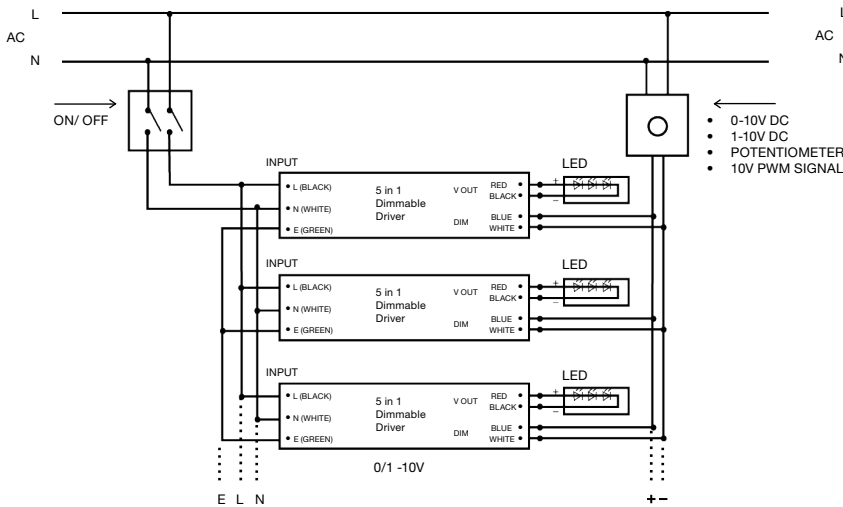 L
AC
N
L
AC
N
ON/ OFF
• 0-10V DC
• 1-10V DC
• POTENTIOMETER
• 10V PWM SIGNAL
INPUT
LED
• L (BLACK)
• N (WHITE)
• E (GREEN)
5 in 1
Dimmable
Driver
V OUT
DIM
RED •
BLACK •
BLUE •
WHITE •
+
–
INPUT
LED
• L (BLACK)
• N (WHITE)
• E (GREEN)
5 in 1
Dimmable
Driver
V OUT
DIM
RED •
BLACK •
BLUE •
WHITE •
+
–
INPUT
LED
• L (BLACK)
• N (WHITE)
• E (GREEN)
5 in 1
Dimmable
Driver
V OUT
DIM
RED •
BLACK •
BLUE •
WHITE •
+
–
0/1 -10V
E L N
+ –